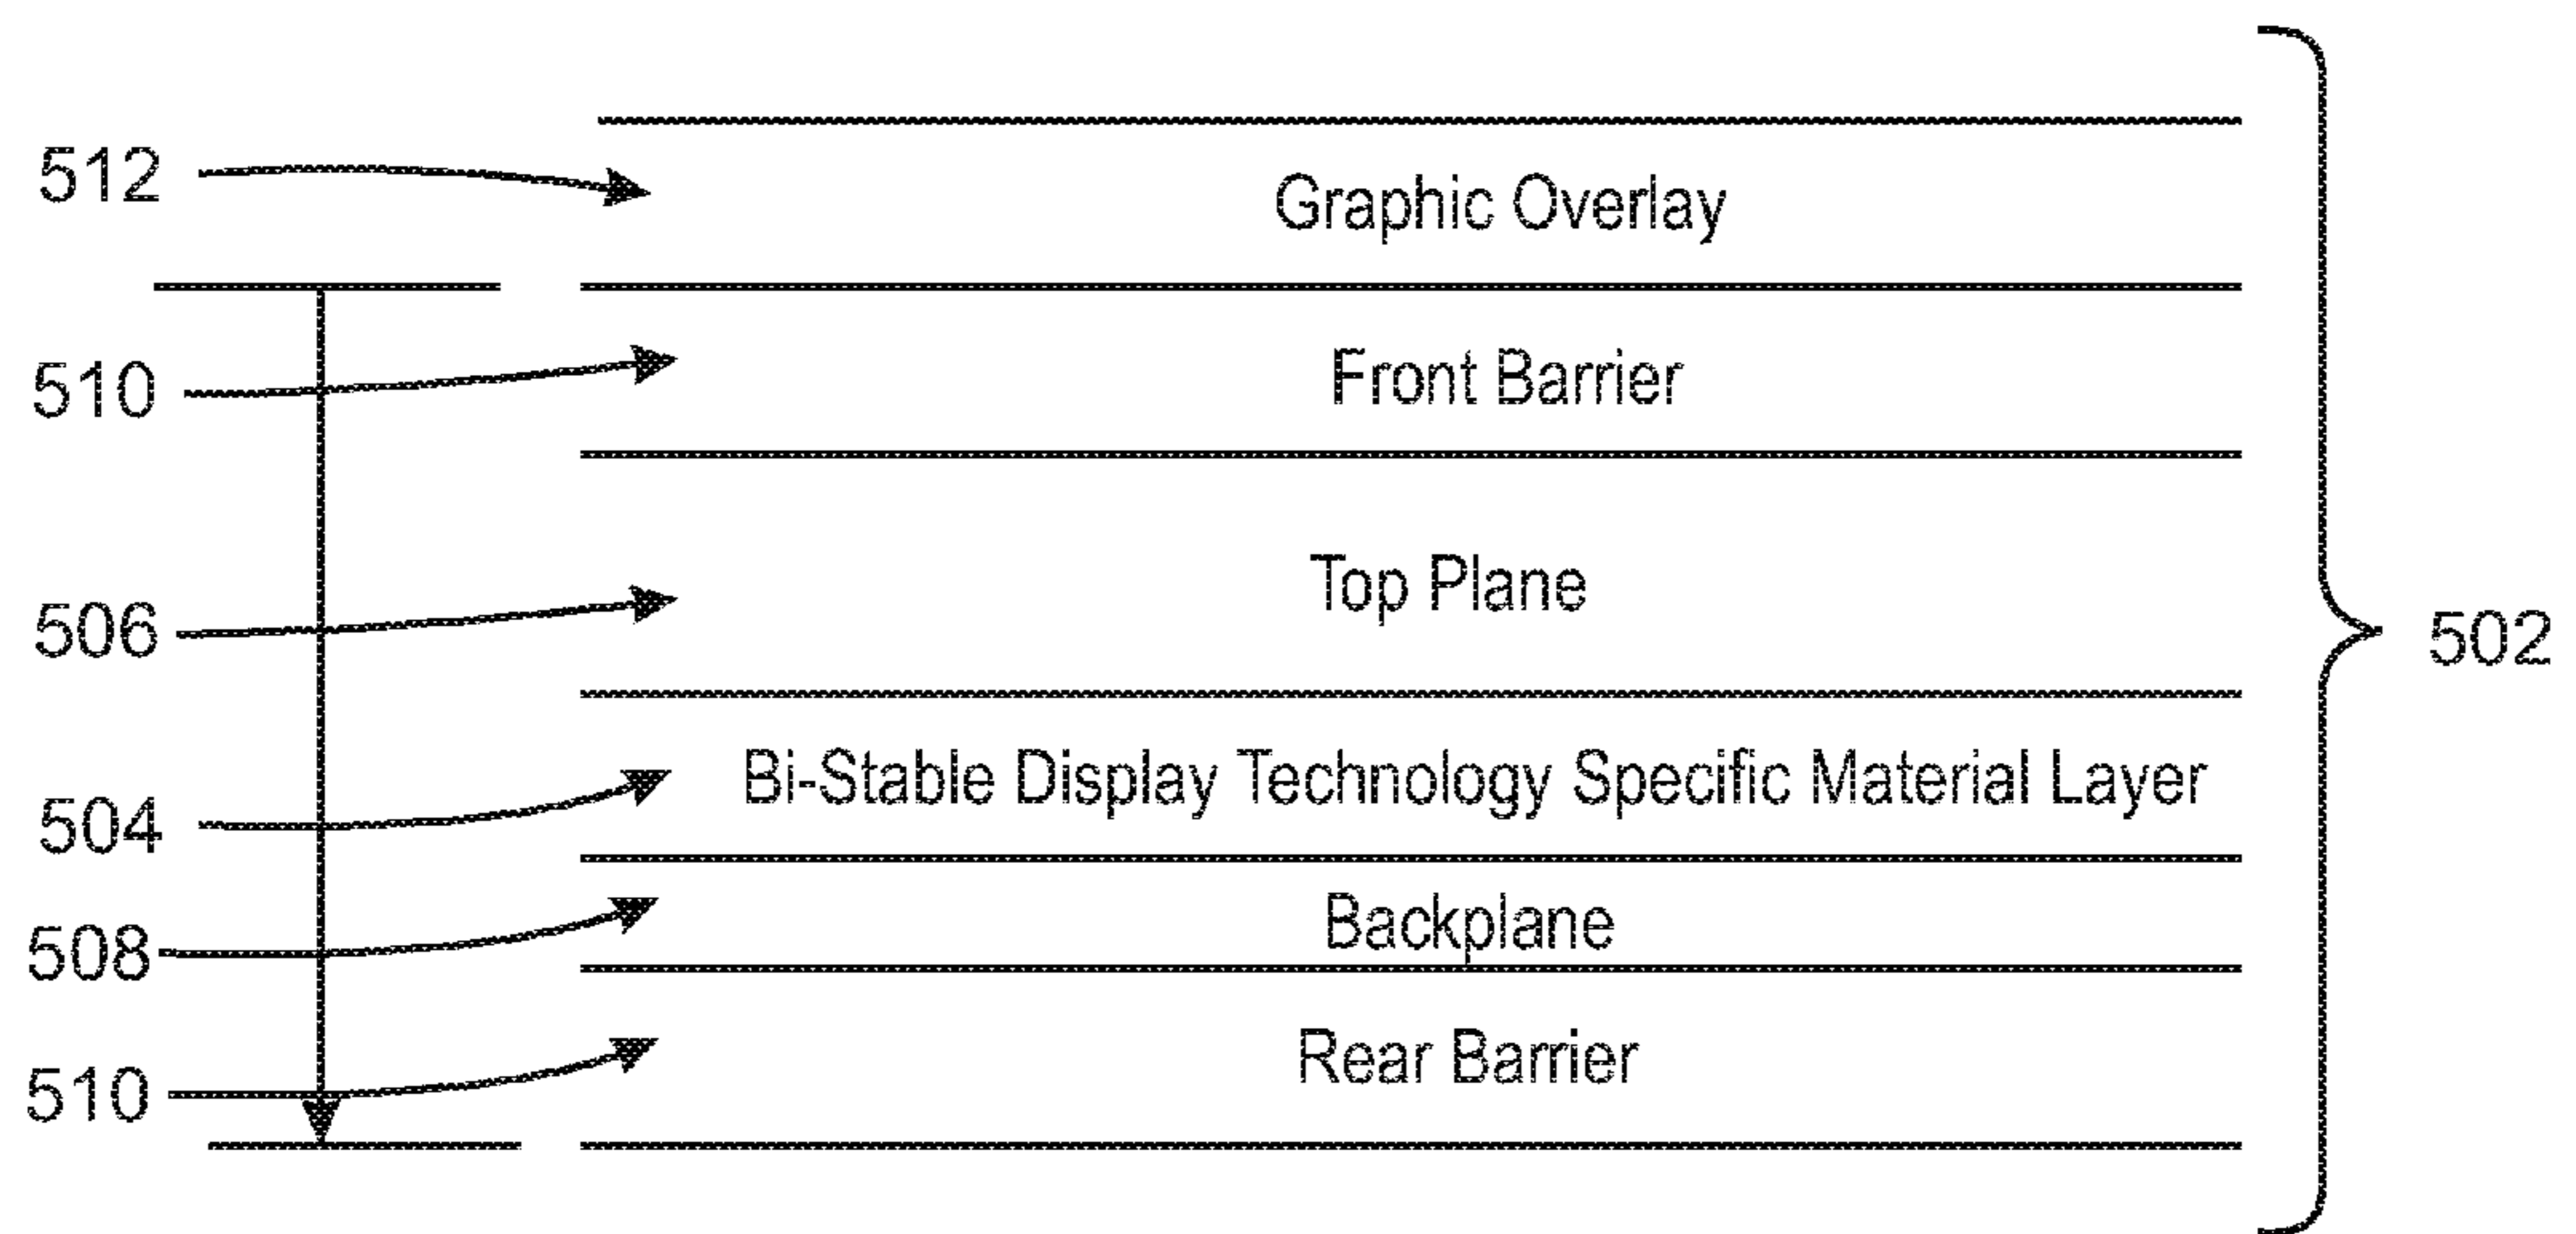 512 Graphic Overlay
510 Front Barrier
506 Top Plane
502
504 Bi-Stable Display Technology Specific Material Layer
508 Backplane
510 Rear Barrier